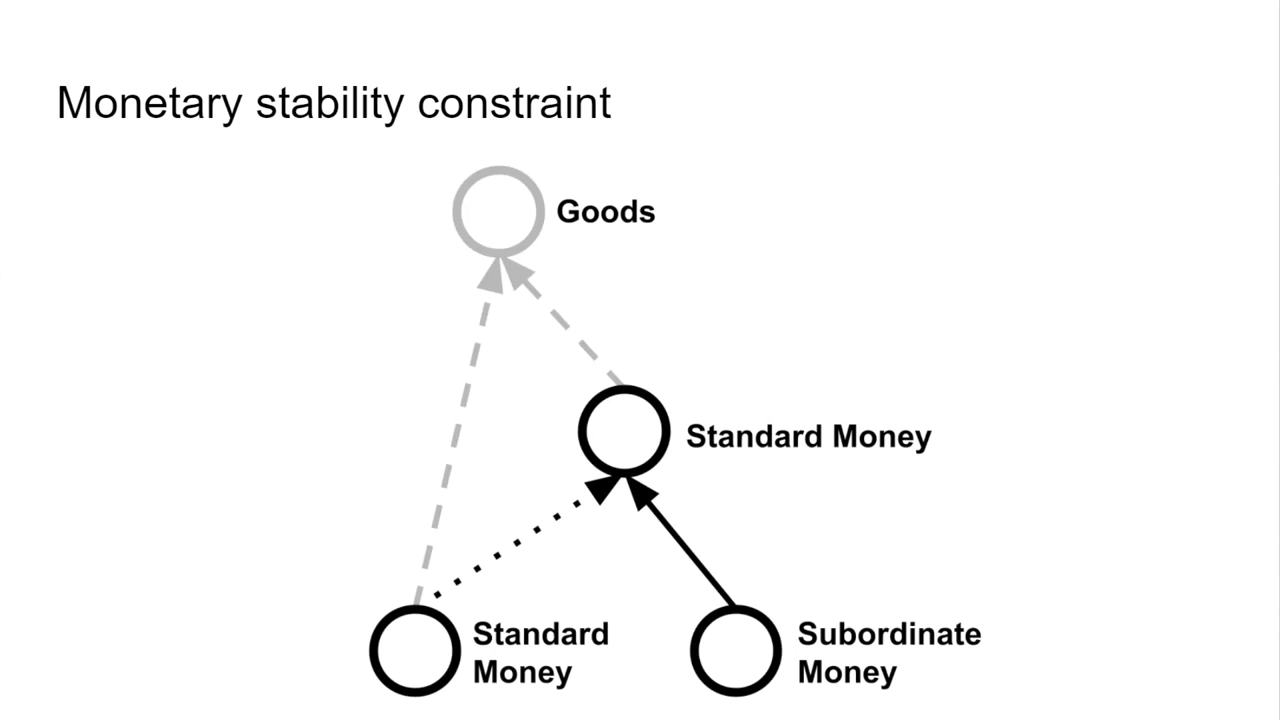 Monetary stability constraint
Goods
Standard Money
Standard
Money
Subordinate
Money